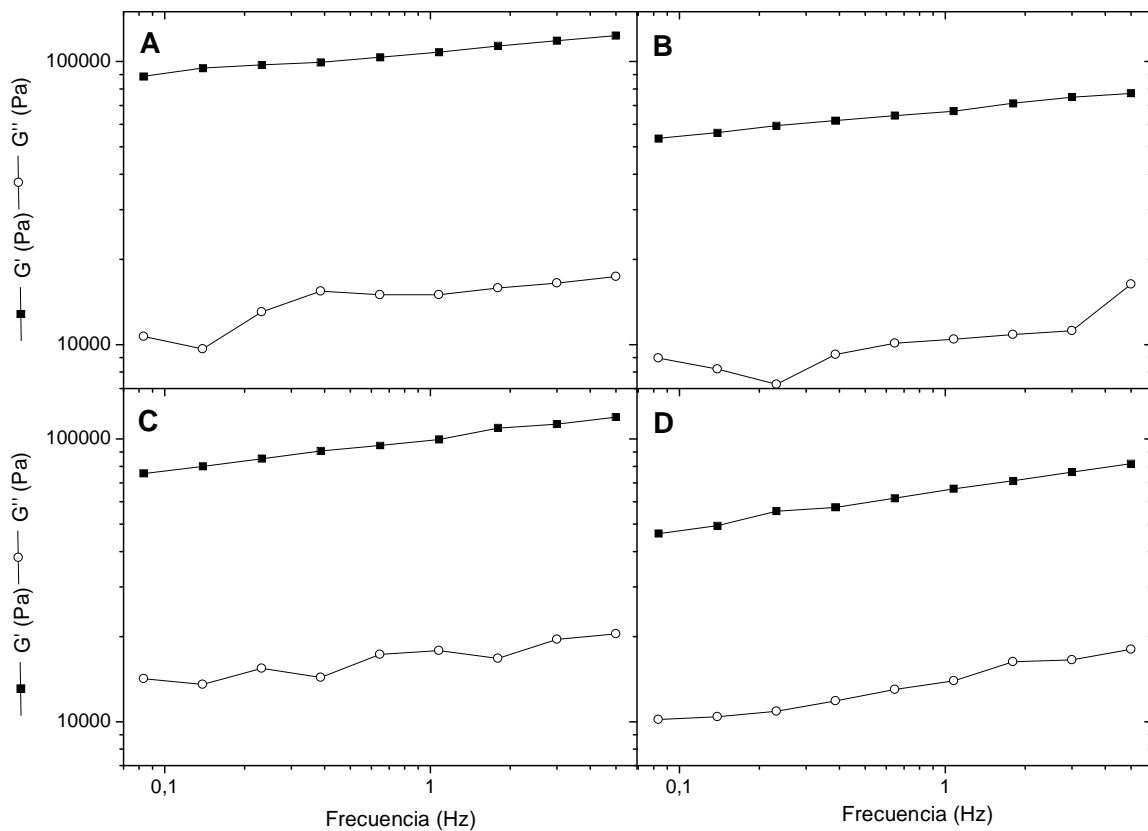 A
B
100000
10000
G' (Pa) G'' (Pa)
C
D
100000
10000
G' (Pa) G'' (Pa)
0,1 1
0,1 1
Frecuencia (Hz)
Frecuencia (Hz)